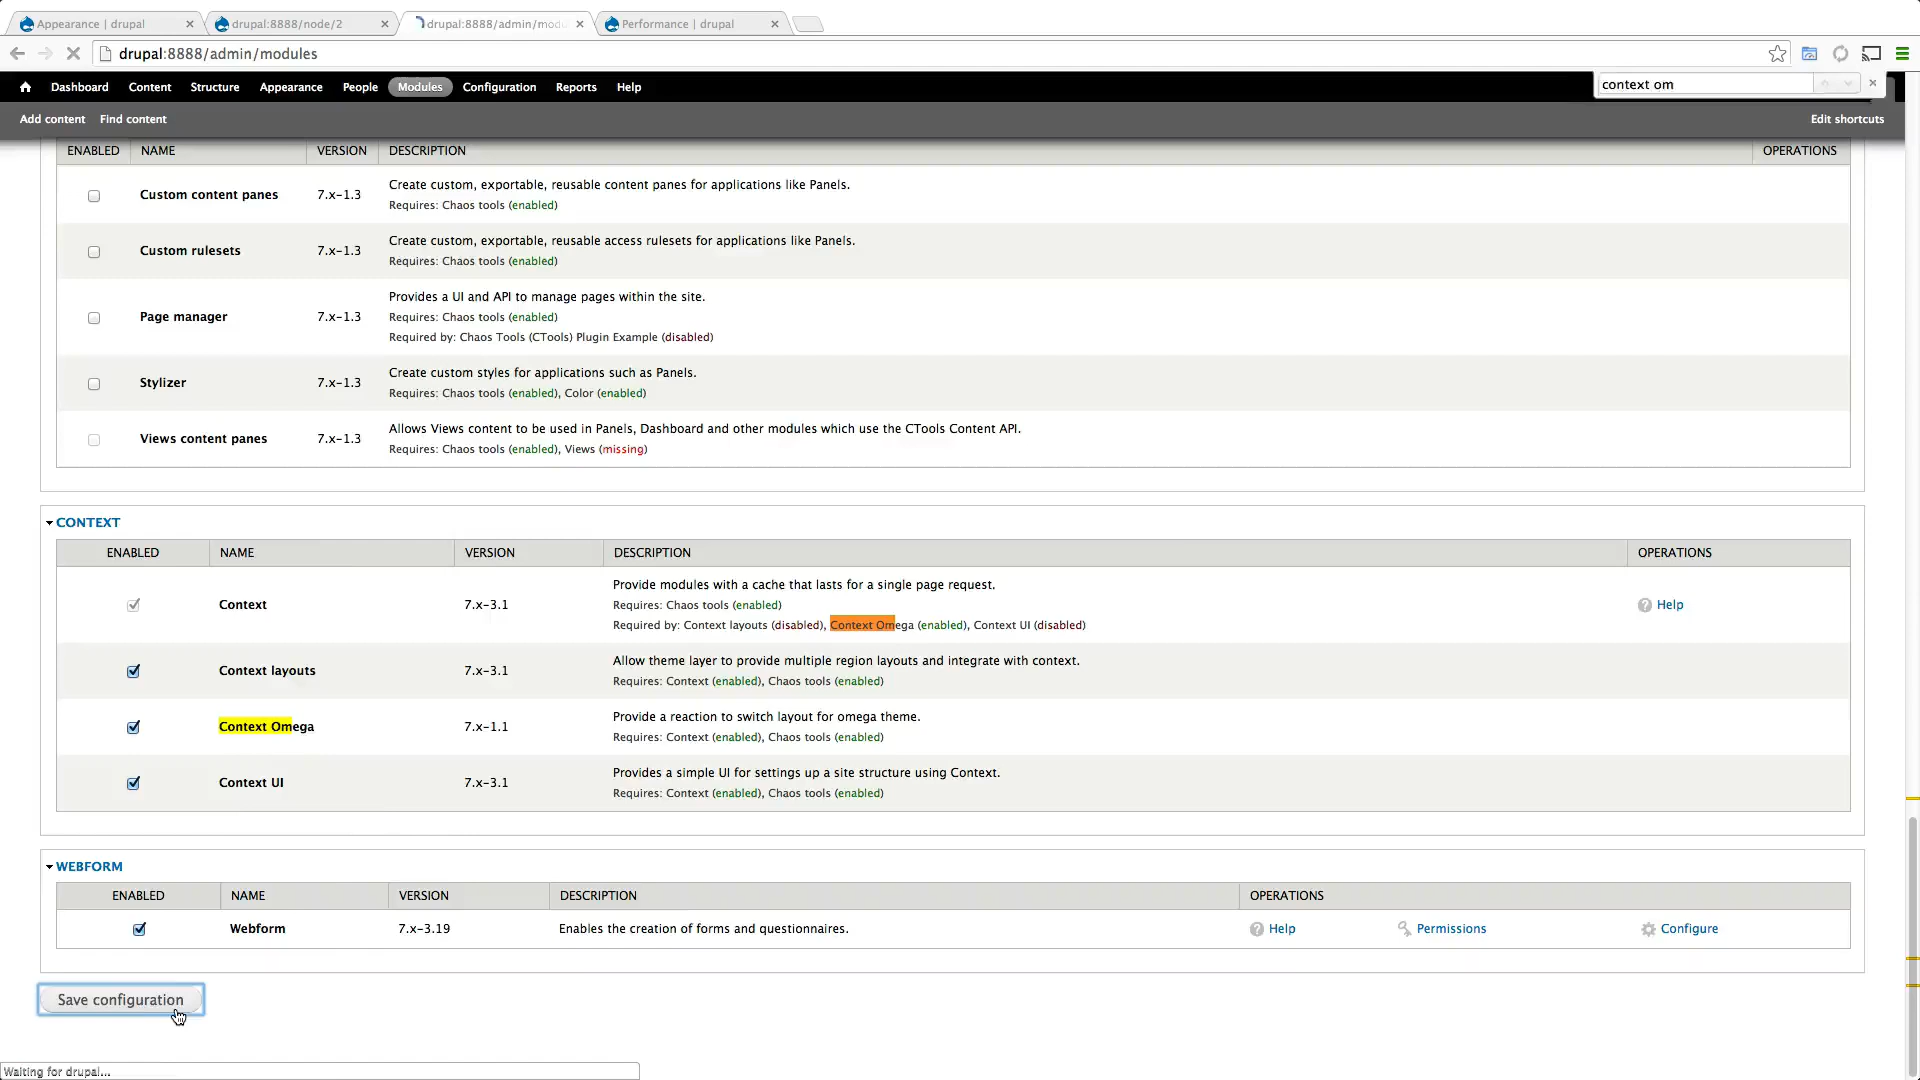 Appearance | drupal
drupal:8888/node/2
drupal:8888/admin/modu
Performance | drupal
drupal:8888/admin/modules
Dashboard Content Structure Appearance People Modules Configuration Reports Help
context om
Add content Find content Edit shortcuts
ENABLED NAME VERSION DESCRIPTION OPERATIONS
Custom content panes 7.x-1.3 Create custom, exportable, reusable content panes for applications like Panels.
Requires: Chaos tools (enabled)
Custom rulesets 7.x-1.3 Create custom, exportable, reusable access rulesets for applications like Panels.
Requires: Chaos tools (enabled)
Page manager 7.x-1.3 Provides a UI and API to manage pages within the site.
Requires: Chaos tools (enabled)
Required by: Chaos Tools (CTools) Plugin Example (disabled)
Stylizer 7.x-1.3 Create custom styles for applications such as Panels.
Requires: Chaos tools (enabled), Color (enabled)
Views content panes 7.x-1.3 Allows Views content to be used in Panels, Dashboard and other modules which use the CTools Content API.
Requires: Chaos tools (enabled), Views (missing)
CONTEXT
ENABLED NAME VERSION DESCRIPTION OPERATIONS
Context 7.x-3.1 Provide modules with a cache that lasts for a single page request.
Requires: Chaos tools (enabled)
Required by: Context layouts (disabled), Context Omega (enabled), Context UI (disabled)
Help
Context layouts 7.x-3.1 Allow theme layer to provide multiple region layouts and integrate with context.
Requires: Context (enabled), Chaos tools (enabled)
Context Omega 7.x-1.1 Provide a reaction to switch layout for omega theme.
Requires: Context (enabled), Chaos tools (enabled)
Context UI 7.x-3.1 Provides a simple UI for settings up a site structure using Context.
Requires: Context (enabled), Chaos tools (enabled)
WEBFORM
ENABLED NAME VERSION DESCRIPTION OPERATIONS
Webform 7.x-3.19 Enables the creation of forms and questionnaires. Help Permissions Configure
Save configuration
Waiting for drupal...